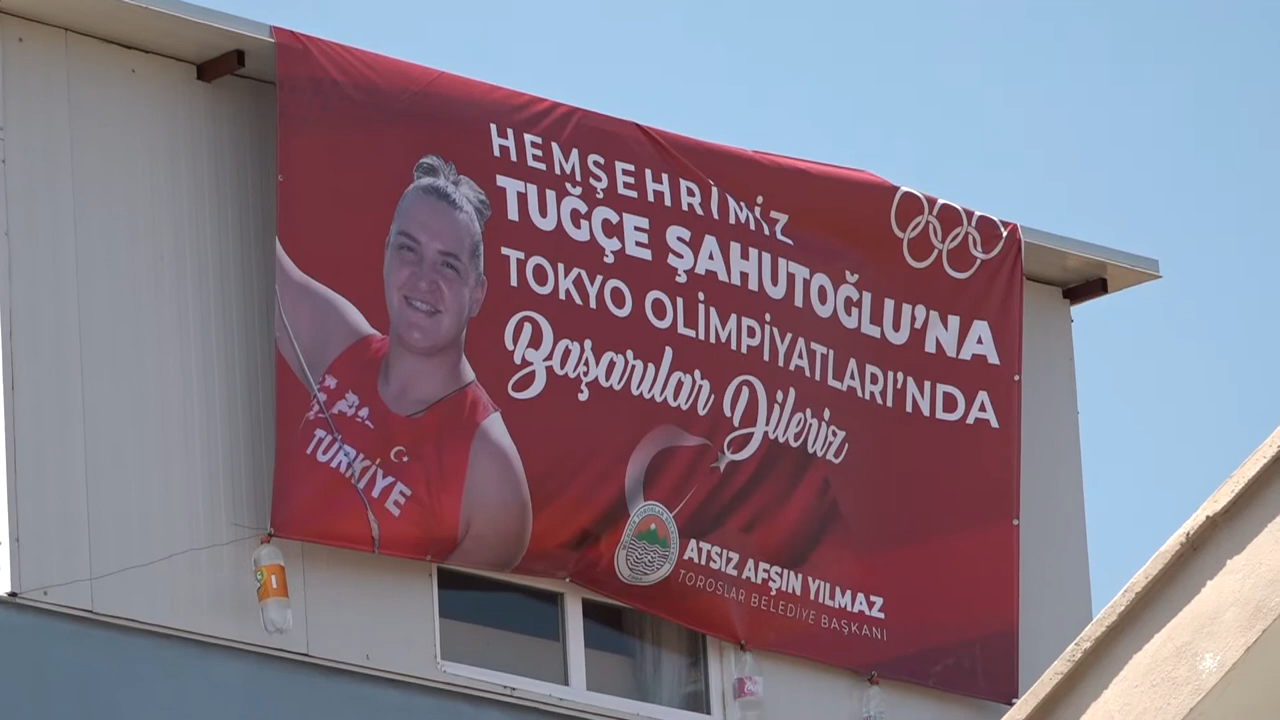 HEMŞEHRİMİZ
TUĞÇE ŞAHUTOĞLU'NA
TOKYO OLİMPİYATLARI'NDA
Başarılar Dileriz
TÜRKİYE
ATSIZ AFŞIN YILMAZ
TOROSLAR BELEDİYE BAŞKANI